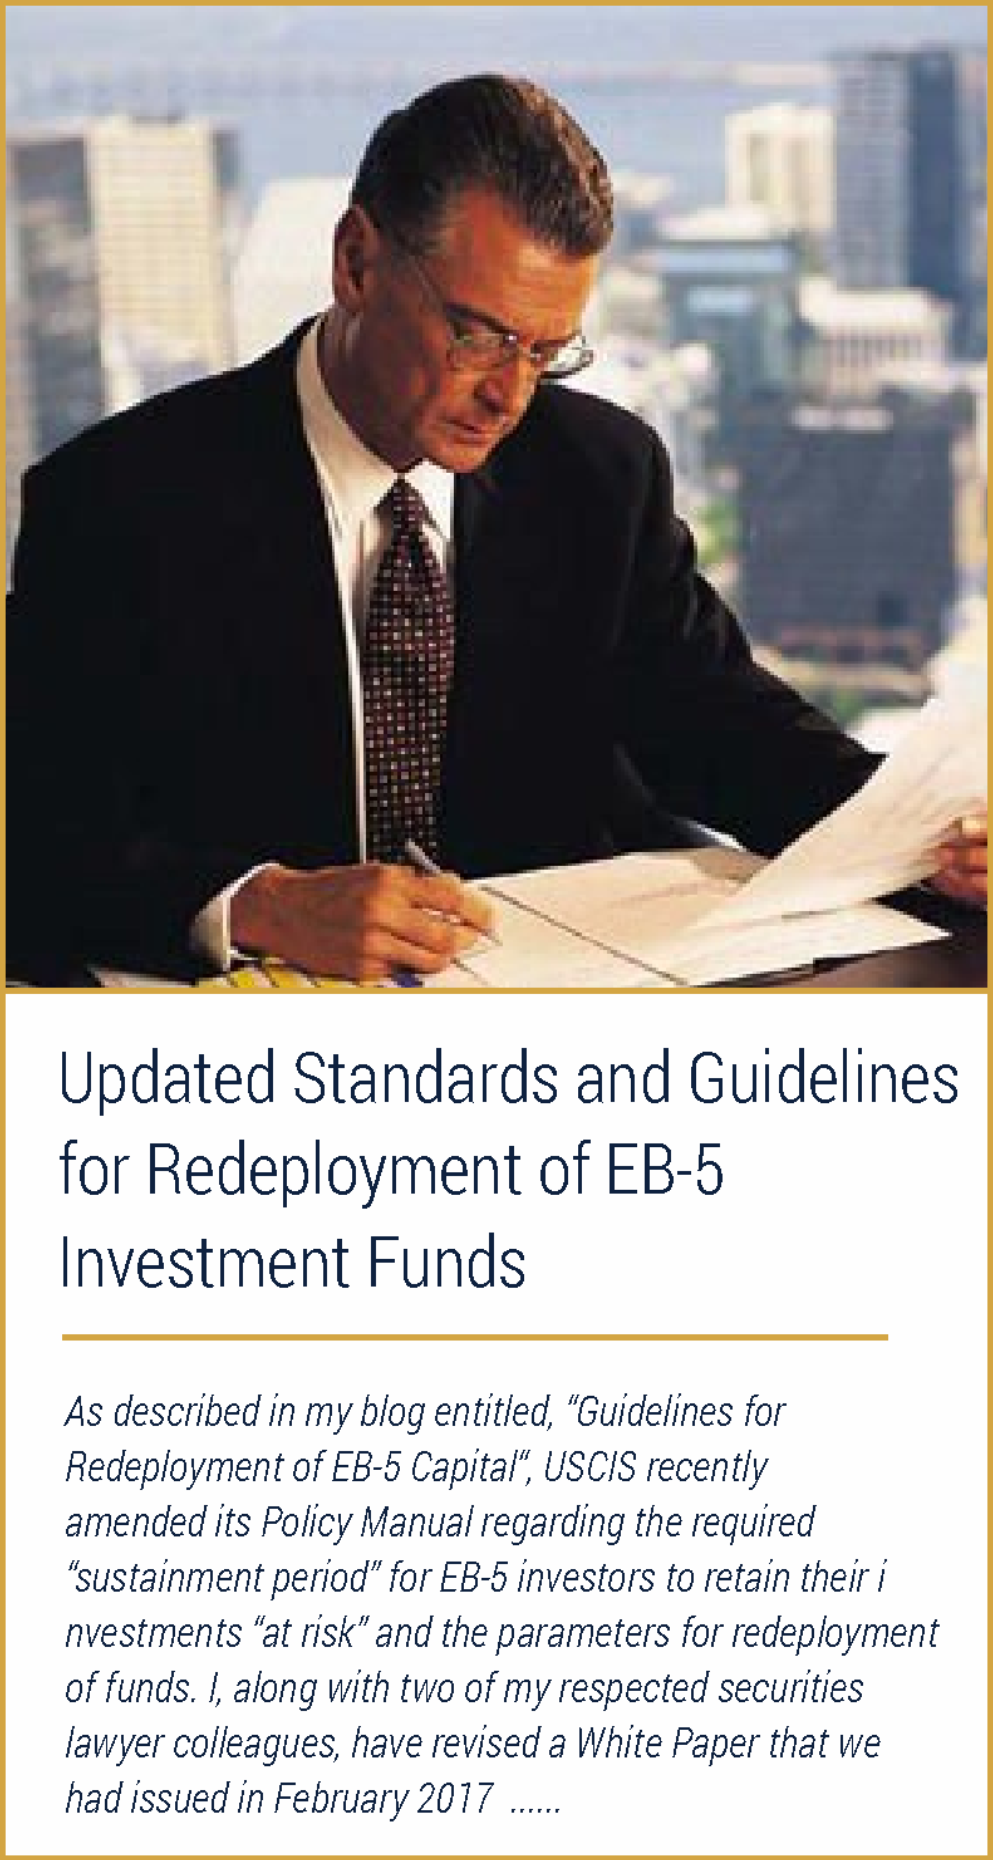 Updated Standards and Guidelines
for Redeployment of EB-5
Investment Funds
As described in my blog entitled, “Guidelines for
Redeployment of EB-5 Capital“, USCIS recently
amended its Policy Manual regarding the required
“sustainment period” for EB-5 investors to retain their i
nvestments “at risk” and the parameters for redeployment
of funds. I, along with two of my respected securities
lawyer colleagues, have revised a White Paper that we
had issued in February 2017 ......